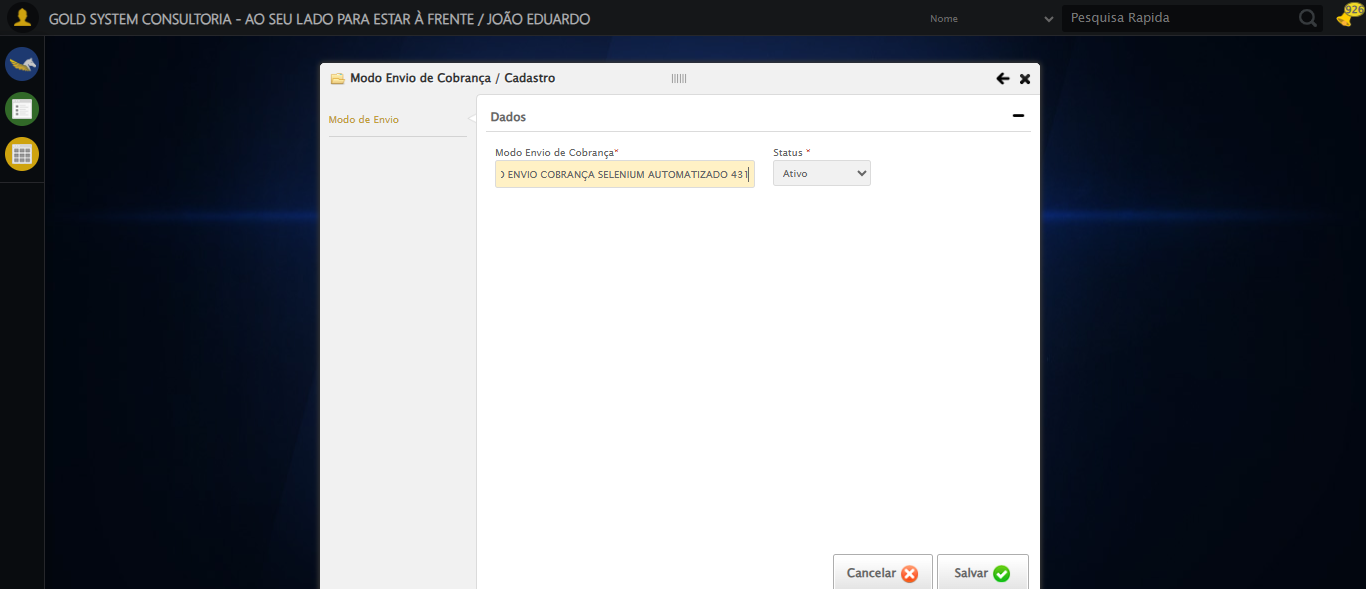 GOLD SYSTEM CONSULTORIA - AO SEU LADO PARA ESTAR À FRENTE / JOÃO EDUARDO
Nome
Pesquisa Rapida
926
Modo Envio de Cobrança / Cadastro
Modo de Envio
Dados
Modo Envio de Cobrança*
Status *
ENVIO COBRANÇA SELENIUM AUTOMATIZADO 431
Ativo
Cancelar
Salvar